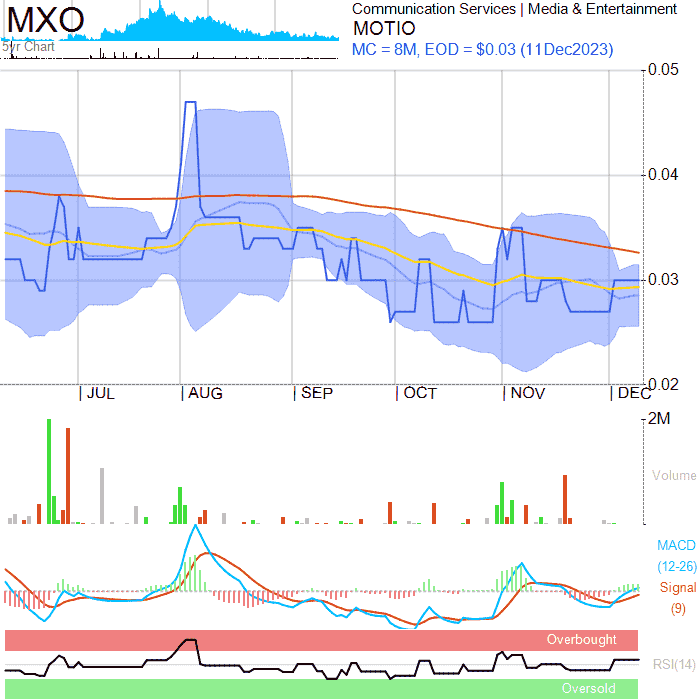 MXO
5yr Chart
Communication Services | Media & Entertainment
MOTIO
MC = 8M, EOD = $0.03 (11Dec2023)
0.05
0.04
0.03
0.02
JUL
AUG
SEP
OCT
NOV
DEC
2M
Volume
MACD
(12-26)
Signal
(9)
Overbought
RSI(14)
Oversold